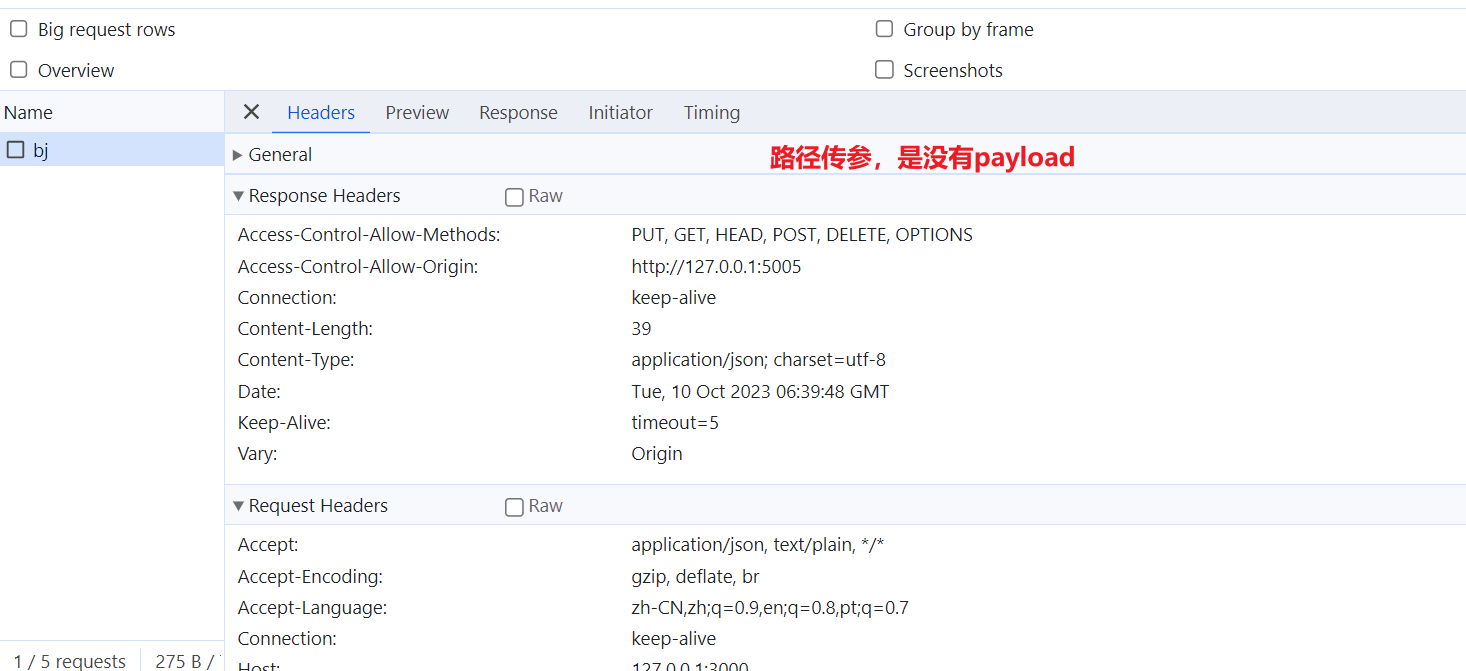 Big request rows
Group by frame
Overview
Screenshots
Name
Headers Preview Response Initiator Timing
bj
General
路径传参，是没有payload
Response Headers
Raw
Access-Control-Allow-Methods: PUT, GET, HEAD, POST, DELETE, OPTIONS
Access-Control-Allow-Origin: http://127.0.0.1:5005
Connection: keep-alive
Content-Length: 39
Content-Type: application/json; charset=utf-8
Date: Tue, 10 Oct 2023 06:39:48 GMT
Keep-Alive: timeout=5
Vary: Origin
Request Headers
Raw
Accept: application/json, text/plain, */*
Accept-Encoding: gzip, deflate, br
Accept-Language: zh-CN,zh;q=0.9,en;q=0.8,pt;q=0.7
Connection: keep-alive
Host: 127.0.0.1:3000
1 / 5 requests 275 B /